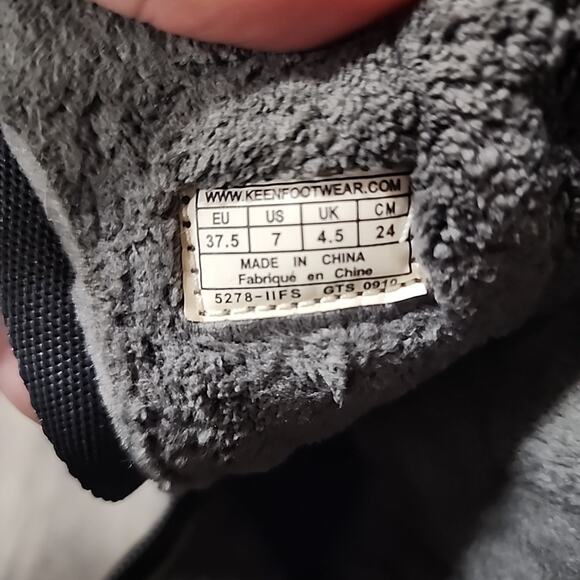 WWW.KEENFOOTWEAR.COM
EU US UK CM
37.5 7 4.5 24
MADE IN CHINA
Fabriqué en Chine
5278-IIFS GTS 0910